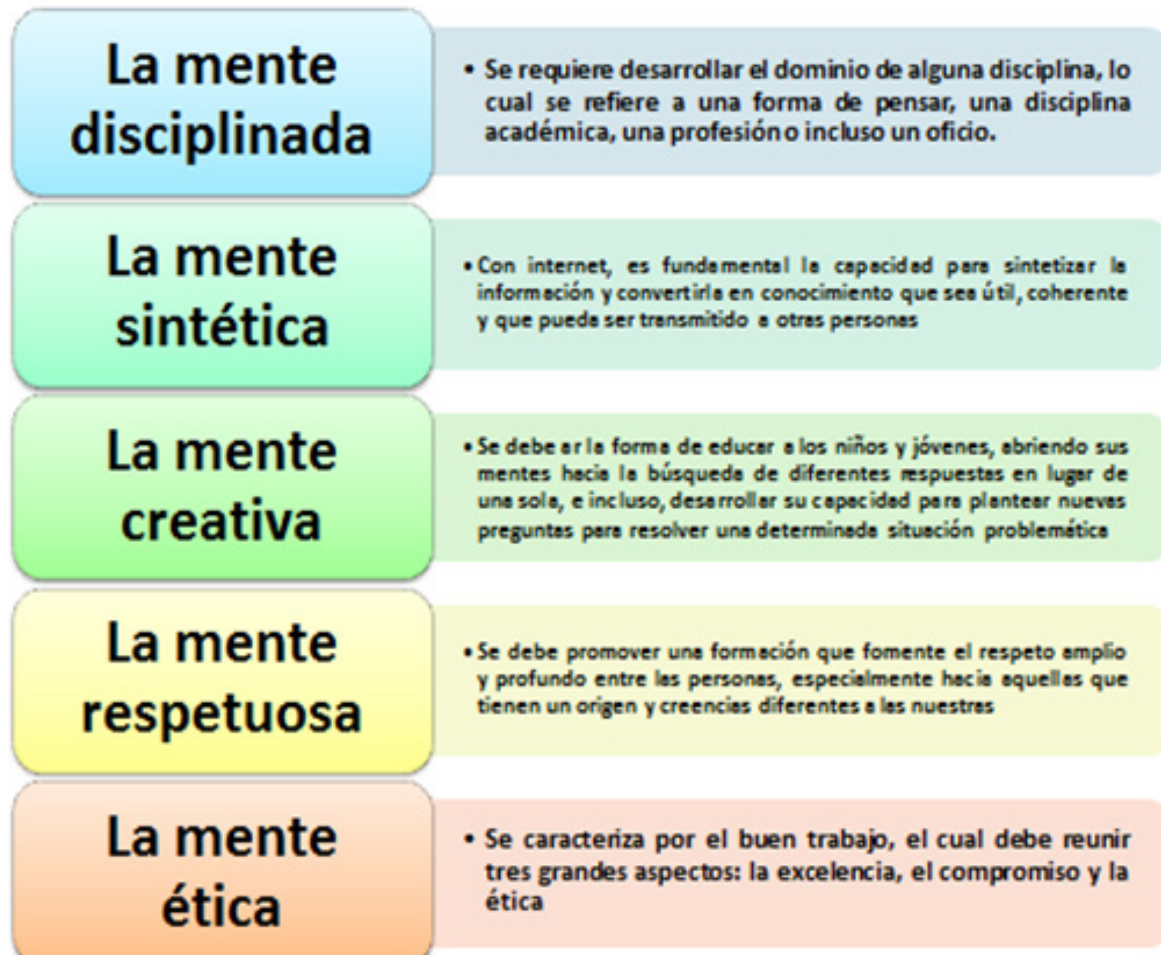 La mente
disciplinada
• Se requiere desarrollar el dominio de alguna disciplina, lo
cual se refiere a una forma de pensar, una disciplina
académica, una profesión o incluso un oficio.
La mente
sintética
• Con internet, es fundamental la capacidad para sintetizar la
información y convertirla en conocimiento que sea útil, coherente
y que pueda ser transmitido a otras personas
La mente
creativa
• Se debe ar la forma de educar a los niños y jóvenes, abriendo sus
mentes hacia la búsqueda de diferentes respuestas en lugar de
una sola, e incluso, desarrollar su capacidad para plantear nuevas
preguntas para resolver una determinada situación problemática
La mente
respetuosa
• Se debe promover una formación que fomente el respeto amplio
y profundo entre las personas, especialmente hacia aquellas que
tienen un origen y creencias diferentes a las nuestras
La mente
ética
• Se caracteriza por el buen trabajo, el cual debe reunir
tres grandes aspectos: la excelencia, el compromiso y la
ética